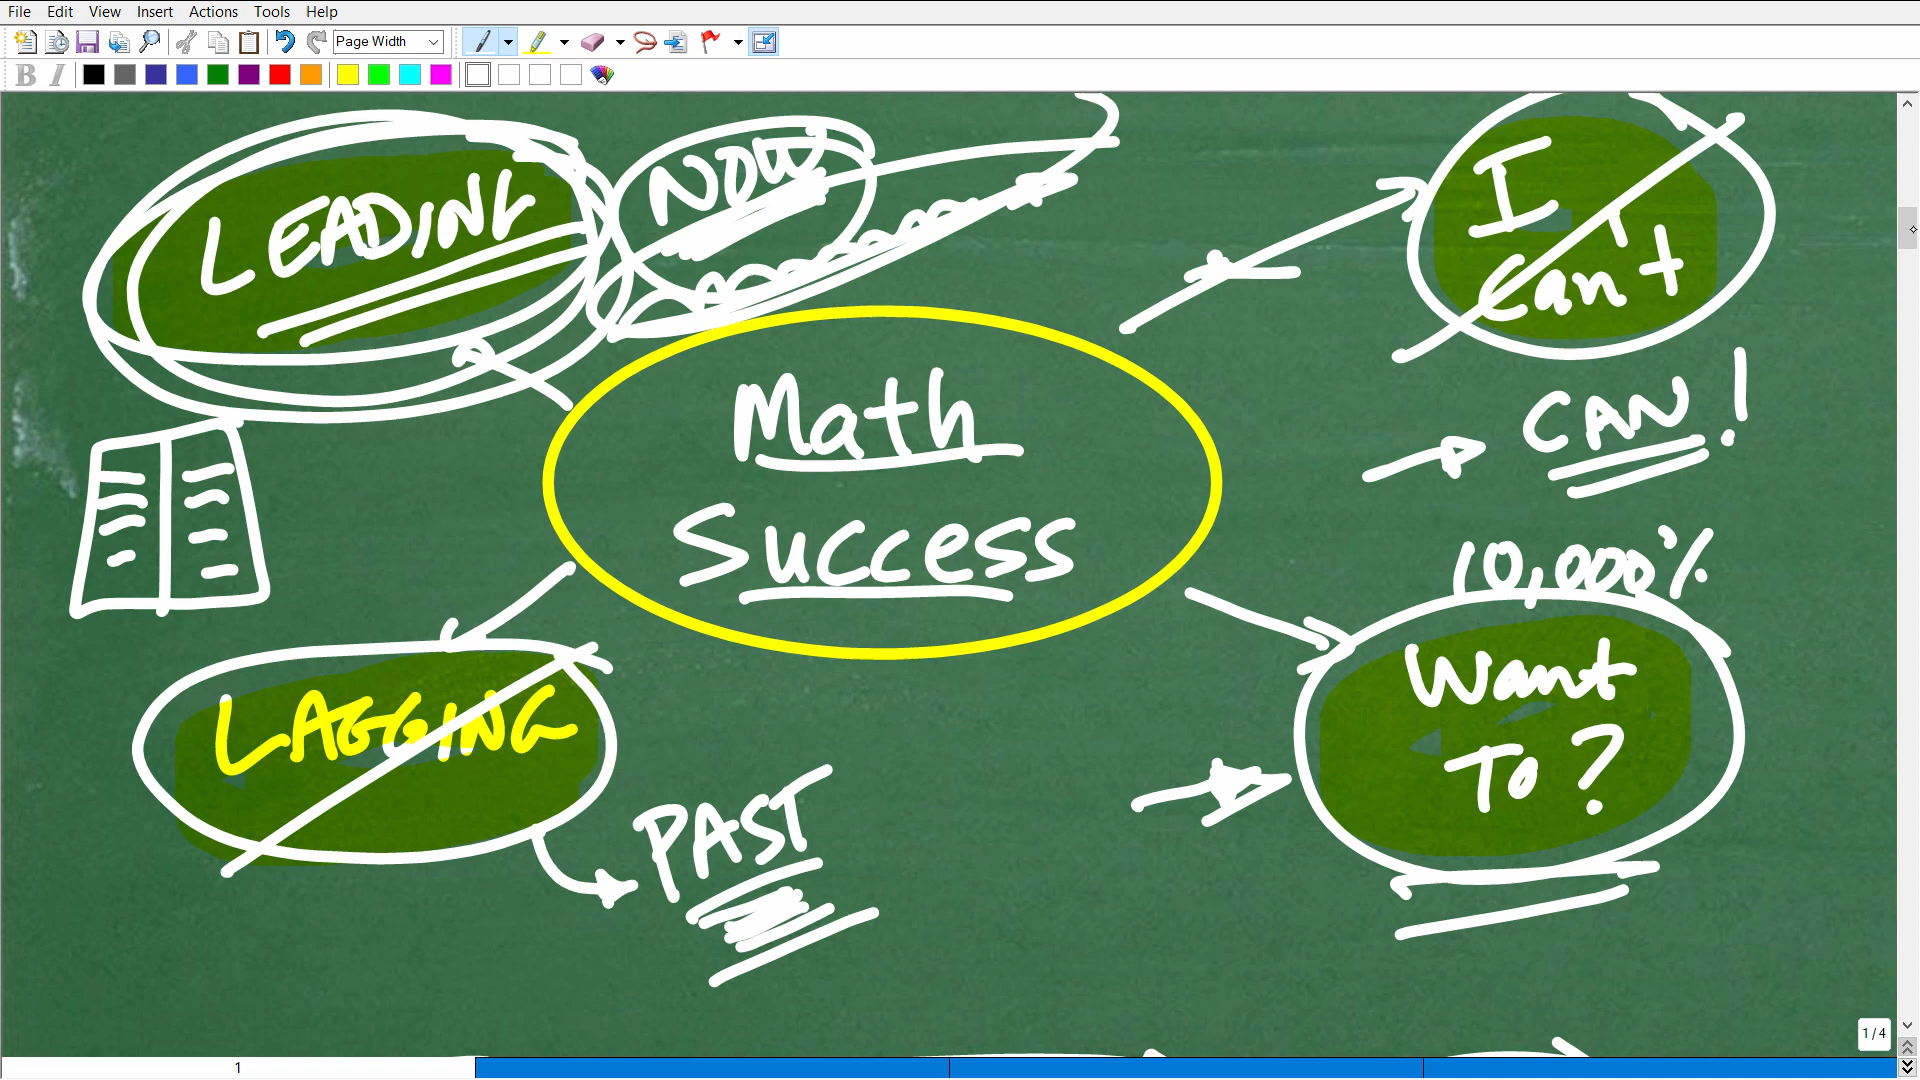 File Edit View Insert Actions Tools Help
Page Width
B I
LEADING
NOW
I
Can't
Math
Success
CAN!
10,000%
Want
To?
LAGGING
PAST
1 / 4
1